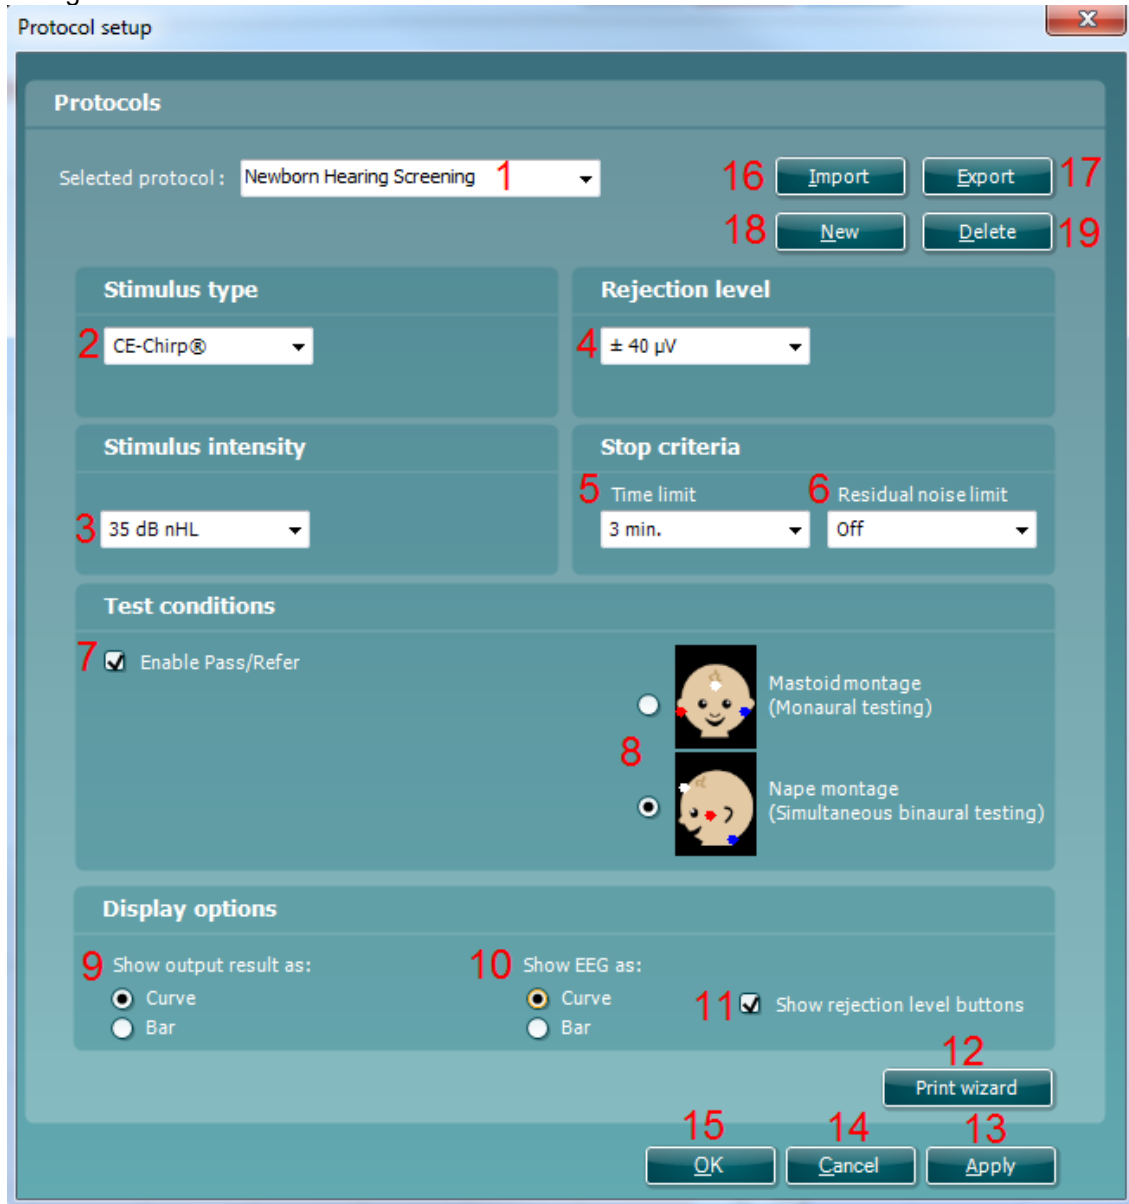 Protocol setup
Protocols
Selected protocol: Newborn Hearing Screening 1
16 Import Export 17
18 New Delete 19
Stimulus type
Rejection level
2 CE-Chirp®
4 ± 40 µV
Stimulus intensity
Stop criteria
5 Time limit
6 Residual noise limit
3 35 dB nHL
3 min.
Off
Test conditions
7 Enable Pass/Refer
Mastoid montage
(Monaural testing)
8
Nape montage
(Simultaneous binaural testing)
Display options
9 Show output result as:
Curve
Bar
10 Show EEG as:
Curve
Bar
11 Show rejection level buttons
12
Print wizard
15 14 13
OK Cancel Apply